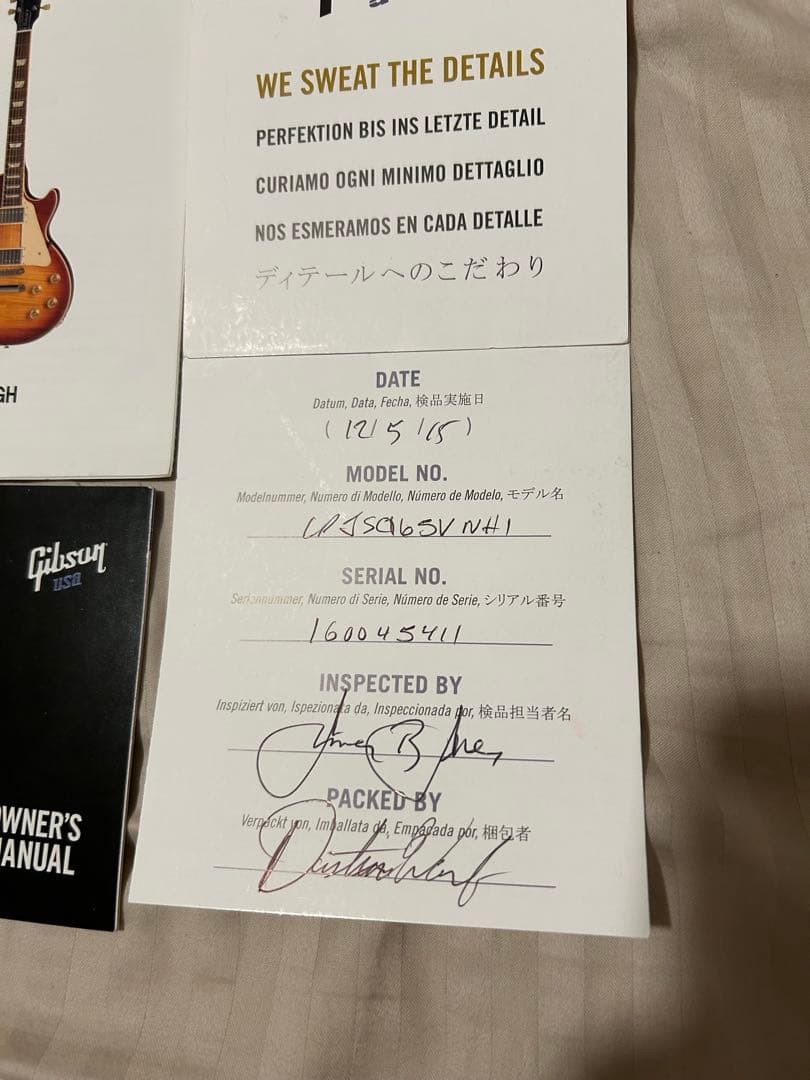 WE SWEAT THE DETAILS
PERFEKTION BIS INS LETZTE DETAIL
CURIAMO OGNI MINIMO DETTAGLIO
NOS ESMERAMOS EN CADA DETALLE
ディテールへのこだわり
DATE
Datum, Data, Fecha, 検品実施日
(12/5/15)
MODEL NO.
Modelnummer, Numero di Modello, Número de Modelo, モデル名
LPJSC16SVNH1
SERIAL NO.
Seriennummer, Numero di Serie, Número de Serie, シリアル番号
160045411
INSPECTED BY
Inspiziert von, Ispezionata da, Inspeccionada por, 検品担当者名
PACKED BY
Verpackt von, Imballata da, Empacada por, 梱包者
GH
Gibson
usa
OWNER'S
MANUAL